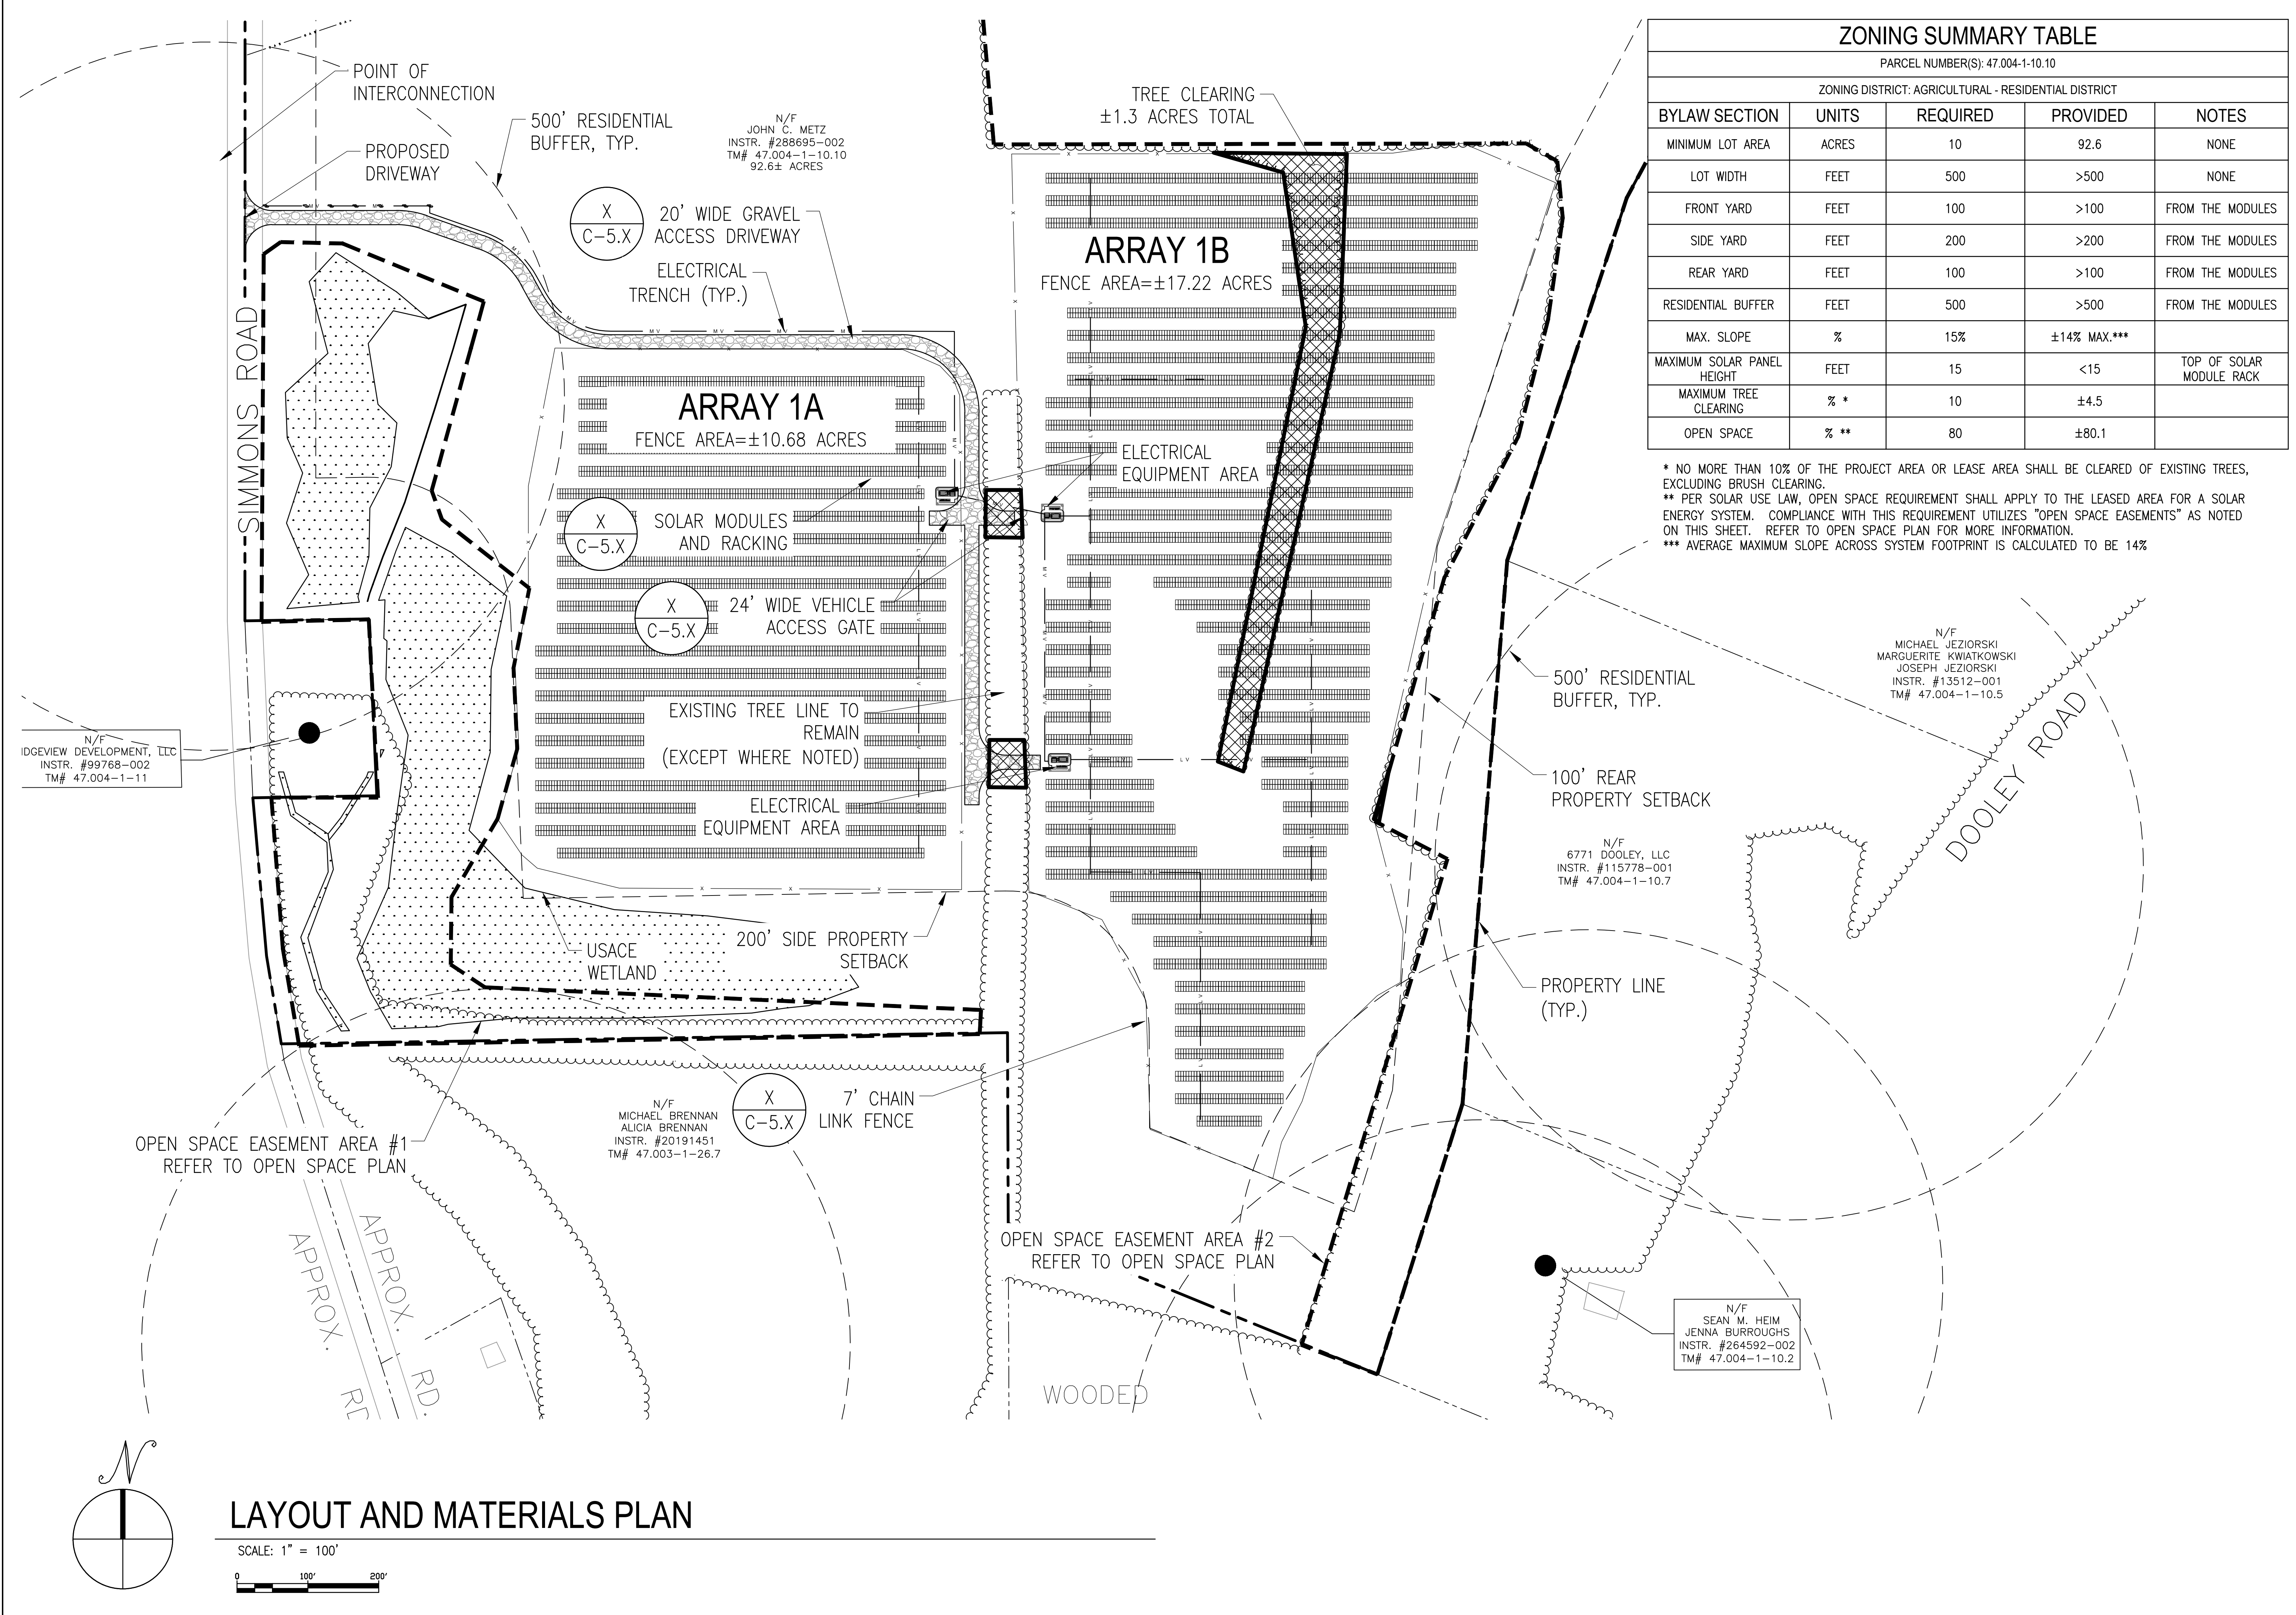 POINT OF
INTERCONNECTION
PROPOSED
DRIVEWAY
500' RESIDENTIAL
BUFFER, TYP.
N/F
JOHN C. METZ
INSTR. #288695-002
TM# 47.004-1-10.10
92.6± ACRES
X
C-5.X
20' WIDE GRAVEL
ACCESS DRIVEWAY
ELECTRICAL
TRENCH (TYP.)
TREE CLEARING
±1.3 ACRES TOTAL
ARRAY 1B
FENCE AREA=±17.22 ACRES
SIMMONS ROAD
ARRAY 1A
FENCE AREA=±10.68 ACRES
ELECTRICAL
EQUIPMENT AREA
X
C-5.X
SOLAR MODULES
AND RACKING
X
C-5.X
24' WIDE VEHICLE
ACCESS GATE
EXISTING TREE LINE TO
REMAIN
(EXCEPT WHERE NOTED)
ELECTRICAL
EQUIPMENT AREA
N/F
IDGEVIEW DEVELOPMENT, LLC
INSTR. #99768-002
TM# 47.004-1-11
USACE
WETLAND
200' SIDE PROPERTY
SETBACK
500' RESIDENTIAL
BUFFER, TYP.
100' REAR
PROPERTY SETBACK
N/F
MICHAEL JEZIORSKI
MARGUERITE KWIATKOWSKI
JOSEPH JEZIORSKI
INSTR. #13512-001
TM# 47.004-1-10.5
DOOLEY ROAD
N/F
6771 DOOLEY, LLC
INSTR. #115778-001
TM# 47.004-1-10.7
PROPERTY LINE
(TYP.)
N/F
MICHAEL BRENNAN
ALICIA BRENNAN
INSTR. #20191451
TM# 47.003-1-26.7
X
C-5.X
7' CHAIN
LINK FENCE
OPEN SPACE EASEMENT AREA #1
REFER TO OPEN SPACE PLAN
APPROX. RD.
APPROX. RD
OPEN SPACE EASEMENT AREA #2
REFER TO OPEN SPACE PLAN
N/F
SEAN M. HEIM
JENNA BURROUGHS
INSTR. #264592-002
TM# 47.004-1-10.2
WOODED
ZONING SUMMARY TABLE
PARCEL NUMBER(S): 47.004-1-10.10
ZONING DISTRICT: AGRICULTURAL - RESIDENTIAL DISTRICT
BYLAW SECTION UNITS REQUIRED PROVIDED NOTES
MINIMUM LOT AREA ACRES 10 92.6 NONE
LOT WIDTH FEET 500 >500 NONE
FRONT YARD FEET 100 >100 FROM THE MODULES
SIDE YARD FEET 200 >200 FROM THE MODULES
REAR YARD FEET 100 >100 FROM THE MODULES
RESIDENTIAL BUFFER FEET 500 >500 FROM THE MODULES
MAX. SLOPE % 15% ±14% MAX.***
MAXIMUM SOLAR PANEL HEIGHT FEET 15 <15 TOP OF SOLAR MODULE RACK
MAXIMUM TREE CLEARING % * 10 ±4.5
OPEN SPACE % ** 80 ±80.1
* NO MORE THAN 10% OF THE PROJECT AREA OR LEASE AREA SHALL BE CLEARED OF EXISTING TREES,
EXCLUDING BRUSH CLEARING.
** PER SOLAR USE LAW, OPEN SPACE REQUIREMENT SHALL APPLY TO THE LEASED AREA FOR A SOLAR
ENERGY SYSTEM. COMPLIANCE WITH THIS REQUIREMENT UTILIZES "OPEN SPACE EASEMENTS" AS NOTED
ON THIS SHEET. REFER TO OPEN SPACE PLAN FOR MORE INFORMATION.
*** AVERAGE MAXIMUM SLOPE ACROSS SYSTEM FOOTPRINT IS CALCULATED TO BE 14%
N
LAYOUT AND MATERIALS PLAN
SCALE: 1" = 100'
0 100' 200'